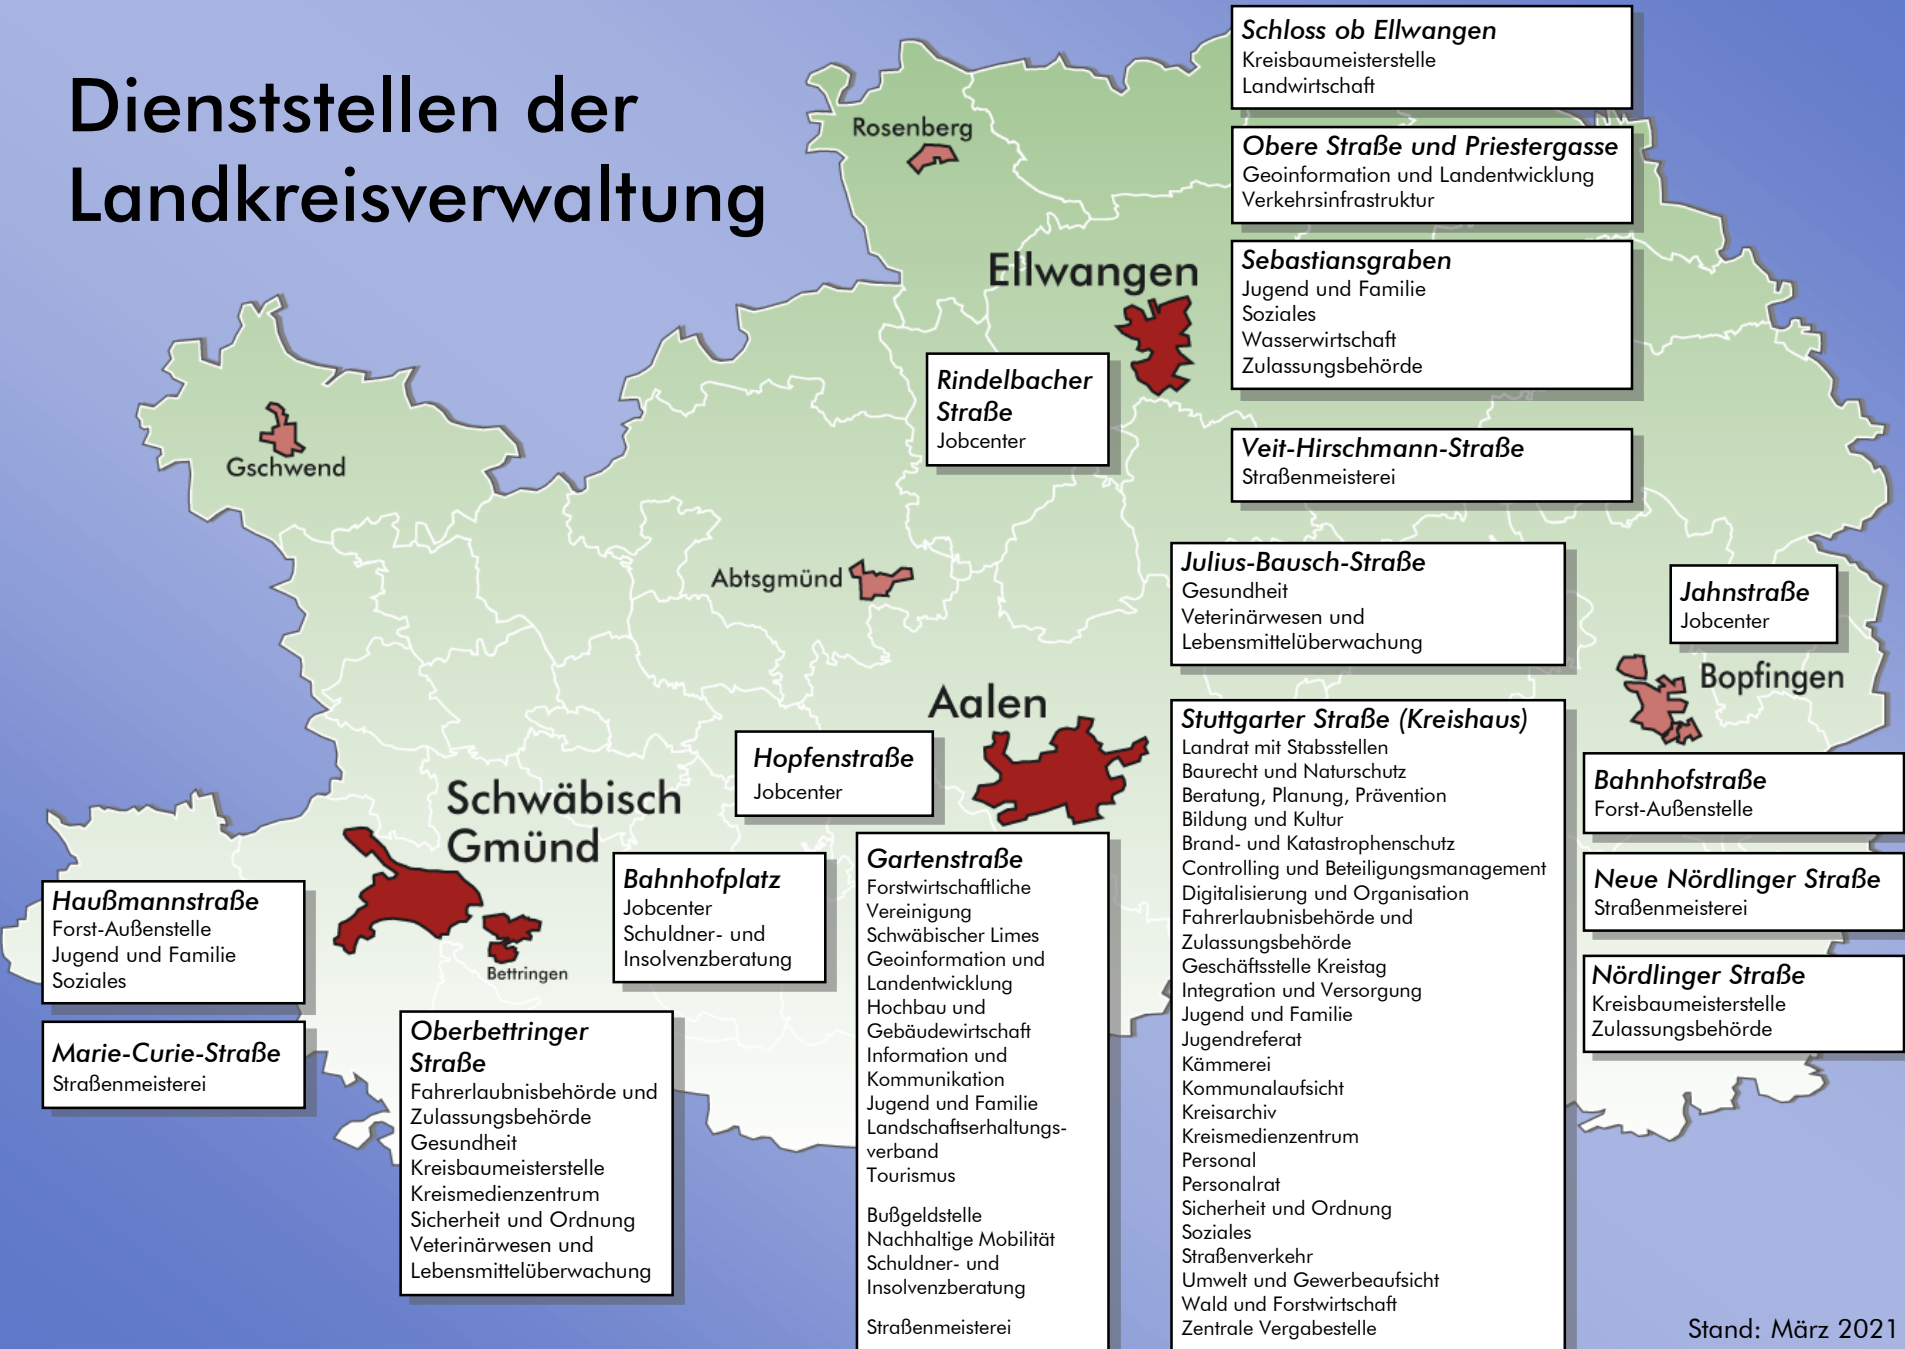 Dienststellen der
Landkreisverwaltung
Schloss ob Ellwangen
Kreisbaumeisterstelle
Landwirtschaft
Rosenberg
Obere Straße und Priestergasse
Geoinformation und Landentwicklung
Verkehrsinfrastruktur
Ellwangen
Sebastiansgraben
Jugend und Familie
Soziales
Wasserwirtschaft
Zulassungsbehörde
Rindelbacher
Straße
Jobcenter
Veit-Hirschmann-Straße
Straßenmeisterei
Gschwend
Abtsgmünd
Julius-Bausch-Straße
Gesundheit
Veterinärwesen und
Lebensmittelüberwachung
Jahnstraße
Jobcenter
Bopfingen
Aalen
Hopfenstraße
Jobcenter
Stuttgarter Straße (Kreishaus)
Landrat mit Stabsstellen
Baurecht und Naturschutz
Beratung, Planung, Prävention
Bildung und Kultur
Brand- und Katastrophenschutz
Controlling und Beteiligungsmanagement
Digitalisierung und Organisation
Fahrerlaubnisbehörde und
Zulassungsbehörde
Geschäftsstelle Kreistag
Integration und Versorgung
Jugend und Familie
Jugendreferat
Kämmerei
Kommunalaufsicht
Kreisarchiv
Kreismedienzentrum
Personal
Personalrat
Sicherheit und Ordnung
Soziales
Straßenverkehr
Umwelt und Gewerbeaufsicht
Wald und Forstwirtschaft
Zentrale Vergabestelle
Bahnhofstraße
Forst-Außenstelle
Neue Nördlinger Straße
Straßenmeisterei
Nördlinger Straße
Kreisbaumeisterstelle
Zulassungsbehörde
Schwäbisch
Gmünd
Bettringen
Haußmannstraße
Forst-Außenstelle
Jugend und Familie
Soziales
Marie-Curie-Straße
Straßenmeisterei
Bahnhofplatz
Jobcenter
Schuldner- und
Insolvenzberatung
Oberbettringer
Straße
Fahrerlaubnisbehörde und
Zulassungsbehörde
Gesundheit
Kreisbaumeisterstelle
Kreismedienzentrum
Sicherheit und Ordnung
Veterinärwesen und
Lebensmittelüberwachung
Gartenstraße
Forstwirtschaftliche
Vereinigung
Schwäbischer Limes
Geoinformation und
Landentwicklung
Hochbau und
Gebäudewirtschaft
Information und
Kommunikation
Jugend und Familie
Landschaftserhaltungs-
verband
Tourismus
Bußgeldstelle
Nachhaltige Mobilität
Schuldner- und
Insolvenzberatung
Straßenmeisterei
Stand: März 2021